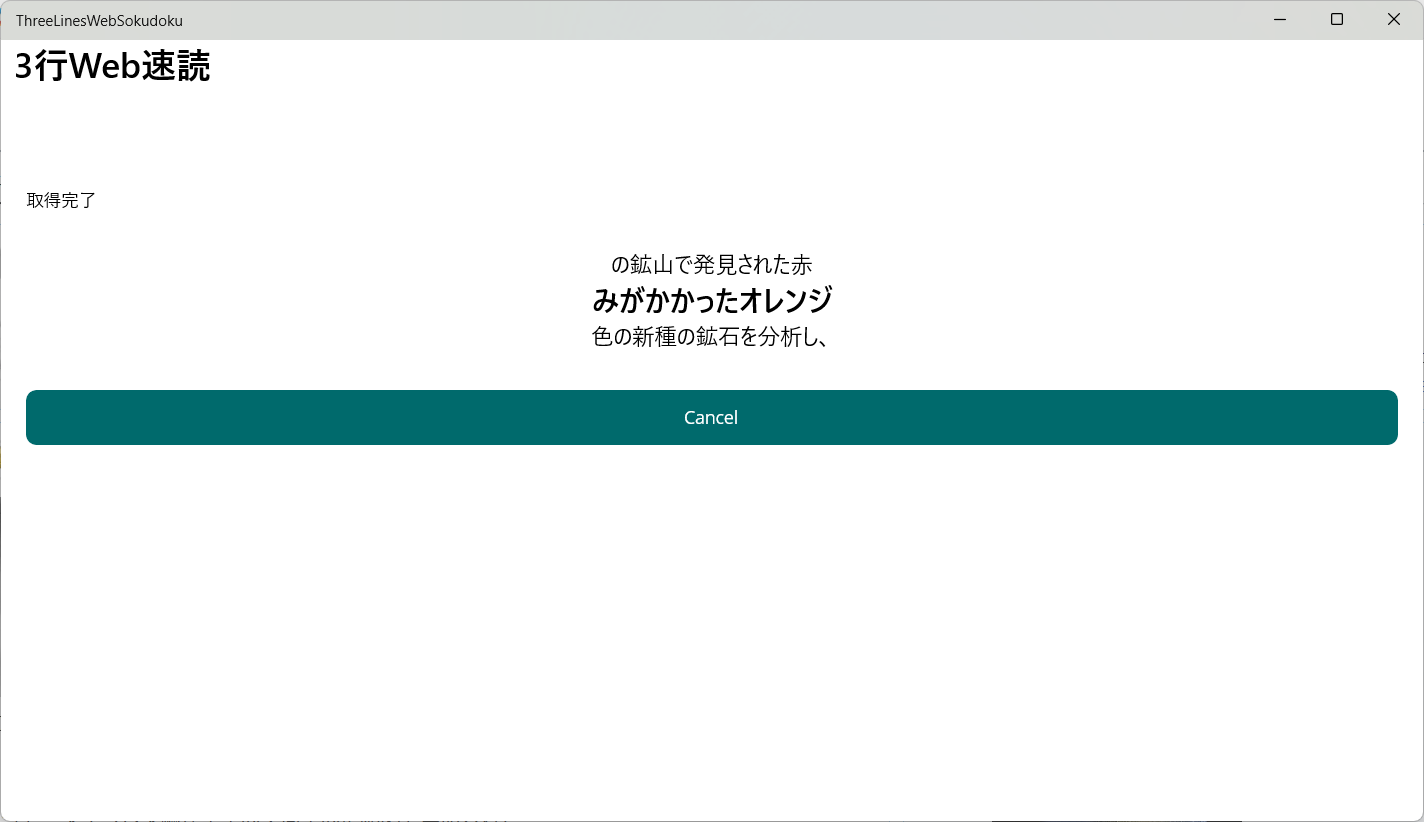 ThreeLinesWebSokudoku
3行Web速読
取得完了
の鉱山で発見された赤
みがかかったオレンジ
色の新種の鉱石を分析し、
Cancel